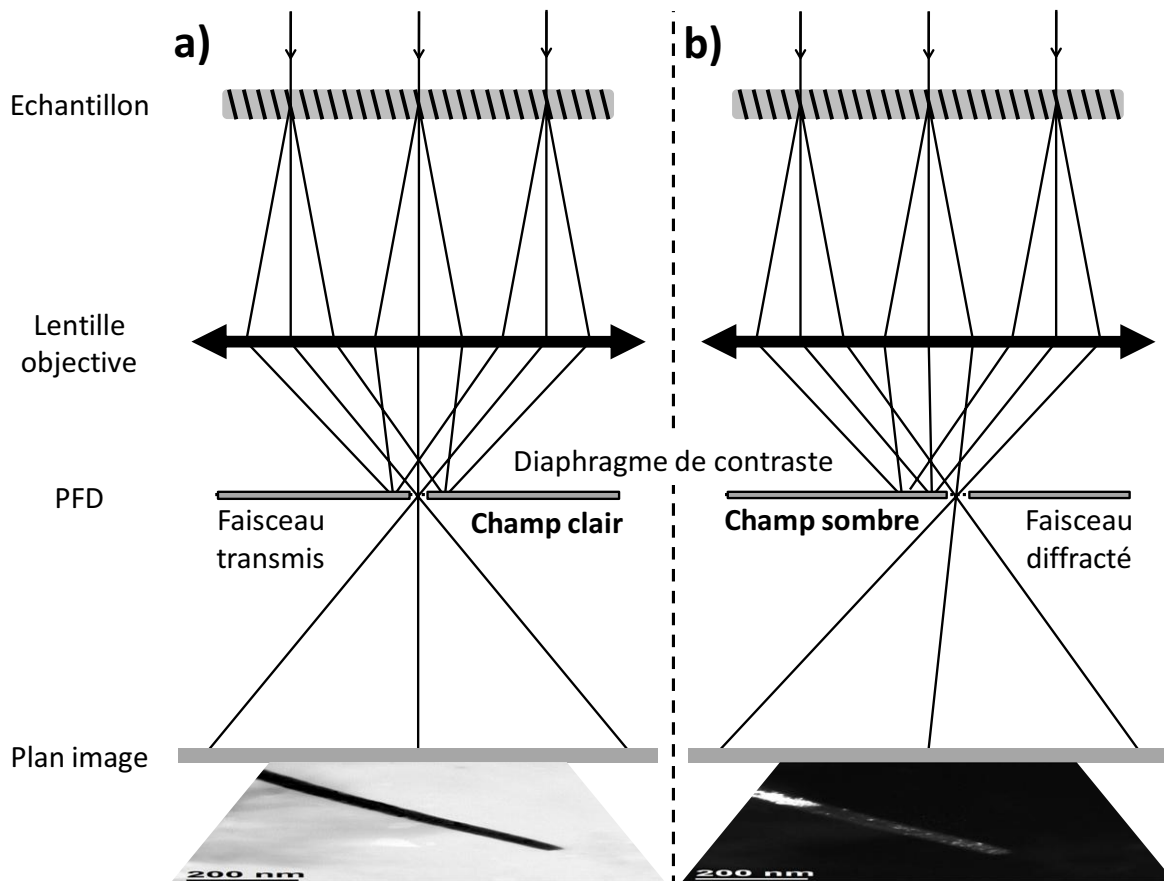 a)
b)
Echantillon
Lentille
objective
Diaphragme de contraste
PFD
Faisceau
transmis
Champ clair
Champ sombre
Faisceau
diffracté
Plan image
200 nm
200 nm